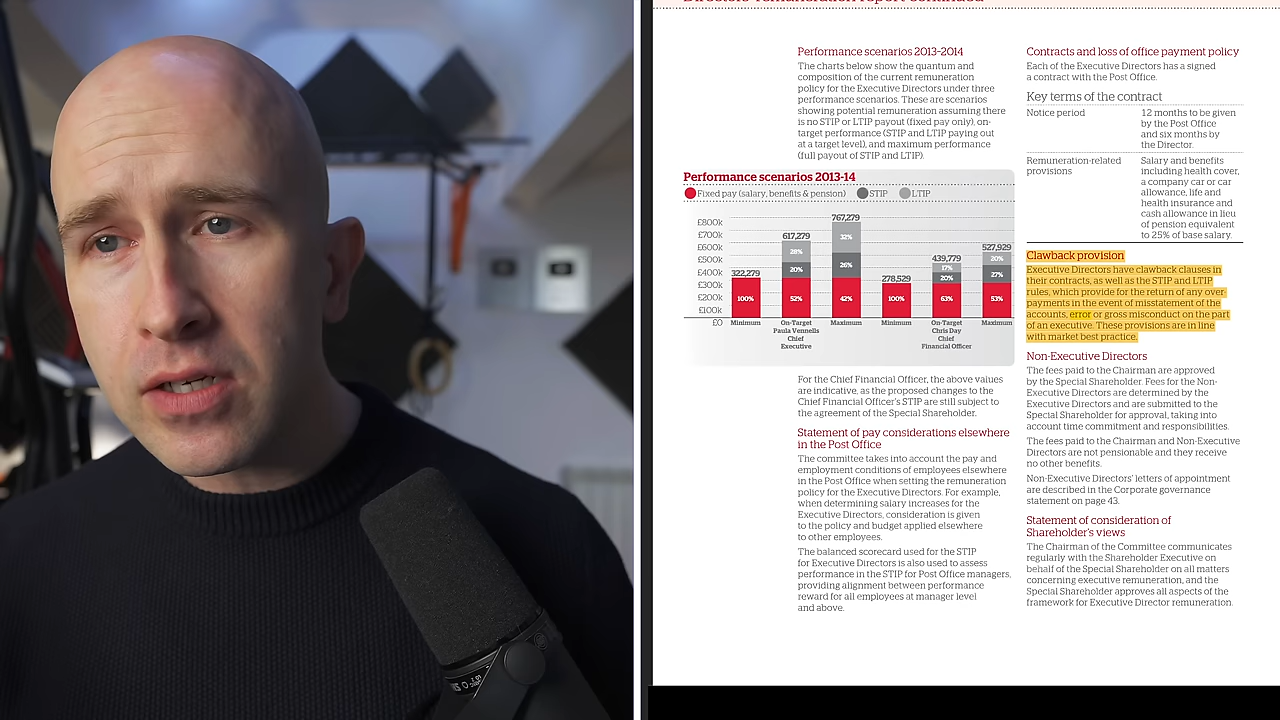 Directors' remuneration report continued
Performance scenarios 2013-2014
The charts below show the quantum and
composition of the current remuneration
policy for the Executive Directors under three
performance scenarios. These are scenarios
showing potential remuneration assuming there
is no STIP or LTIP payout (fixed pay only), on-
target performance (STIP and LTIP paying out
at a target level), and maximum performance
(full payout of STIP and LTIP).
Performance scenarios 2013-14
Fixed pay (salary, benefits & pension) STIP LTIP
£800k
£700k
£600k
£500k
£400k
£300k
£200k
£100k
£0
322,279
100%
Minimum
617,279
28%
20%
52%
On-Target
Paula Vennells
Chief
Executive
767,279
32%
26%
42%
Maximum
278,529
100%
Minimum
439,779
17%
20%
63%
On-Target
Chris Day
Chief
Financial Officer
527,929
20%
27%
53%
Maximum
For the Chief Financial Officer, the above values
are indicative, as the proposed changes to the
Chief Financial Officer's STIP are still subject to
the agreement of the Special Shareholder.
Statement of pay considerations elsewhere
in the Post Office
The committee takes into account the pay and
employment conditions of employees elsewhere
in the Post Office when setting the remuneration
policy for the Executive Directors. For example,
when determining salary increases for the
Executive Directors, consideration is given
to the policy and budget applied elsewhere
to other employees.
The balanced scorecard used for the STIP
for Executive Directors is also used to assess
performance in the STIP for Post Office managers,
providing alignment between performance
reward for all employees at manager level
and above.
Contracts and loss of office payment policy
Each of the Executive Directors has a signed
a contract with the Post Office.
Key terms of the contract
Notice period
12 months to be given
by the Post Office
and six months by
the Director.
Remuneration-related
provisions
Salary and benefits
including health cover,
a company car or car
allowance, life and
health insurance and
cash allowance in lieu
of pension equivalent
to 25% of base salary.
Clawback provision
Executive Directors have clawback clauses in
their contracts, as well as the STIP and LTIP
rules, which provide for the return of any over-
payments in the event of misstatement of the
accounts, error or gross misconduct on the part
of an executive. These provisions are in line
with market best practice.
Non-Executive Directors
The fees paid to the Chairman are approved
by the Special Shareholder. Fees for the Non-
Executive Directors are determined by the
Executive Directors and are submitted to the
Special Shareholder for approval, taking into
account time commitment and responsibilities.
The fees paid to the Chairman and Non-Executive
Directors are not pensionable and they receive
no other benefits.
Non-Executive Directors' letters of appointment
are described in the Corporate governance
statement on page 43.
Statement of consideration of
Shareholder's views
The Chairman of the Committee communicates
regularly with the Shareholder Executive on
behalf of the Special Shareholder on all matters
concerning executive remuneration, and the
Special Shareholder approves all aspects of the
framework for Executive Director remuneration.